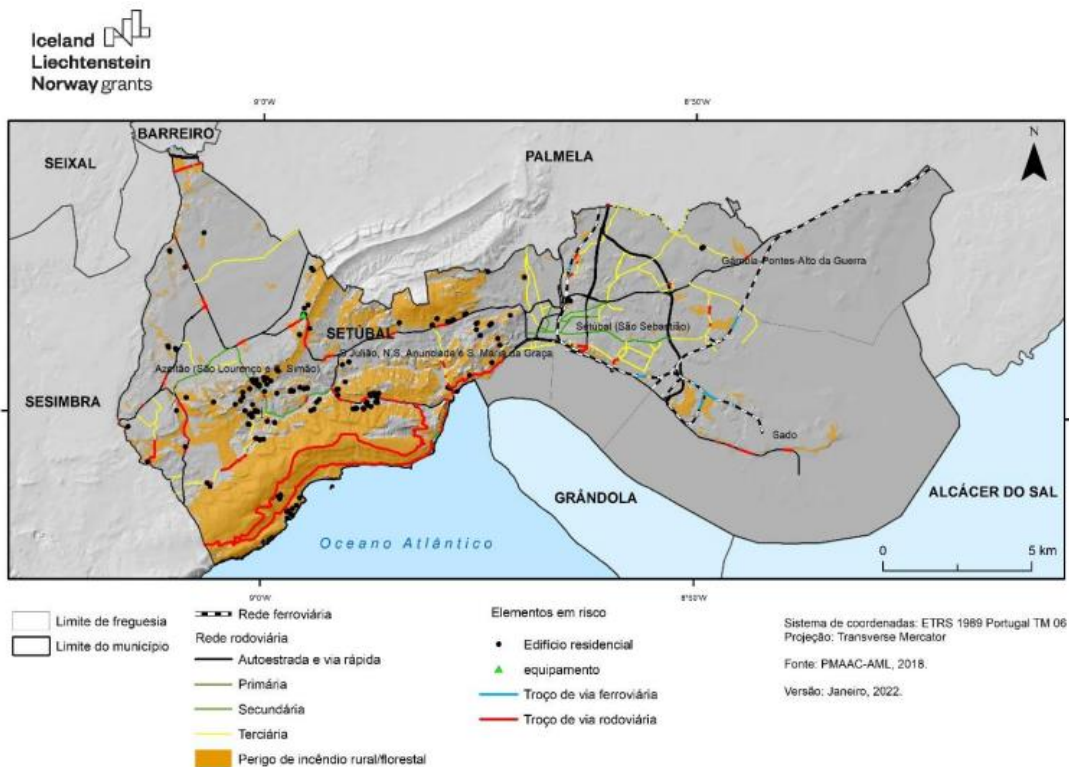 Iceland
Liechtenstein
Norway grants
9°0'W
8°50'W
BARREIRO
SEIXAL
PALMELA
N
Gâmbia-Pontes-Alto da Guerra
SETÚBAL
Setúbal (São Sebastião)
S. Julião, N.S. Anunciada e S. Maria da Graça
Azeitão (São Lourenço e S. Simão)
SESIMBRA
Sado
GRÂNDOLA
ALCÁCER DO SAL
Oceano Atlântico
0 5 km
9°0'W
8°50'W
Limite de freguesia
Limite do município
Rede ferroviária
Rede rodoviária
Autoestrada e via rápida
Primária
Secundária
Terciária
Perigo de incêndio rural/florestal
Elementos em risco
Edifício residencial
equipamento
Troço de via ferroviária
Troço de via rodoviária
Sistema de coordenadas: ETRS 1989 Portugal TM 06
Projeção: Transverse Mercator
Fonte: PMAAC-AML, 2018.
Versão: Janeiro, 2022.